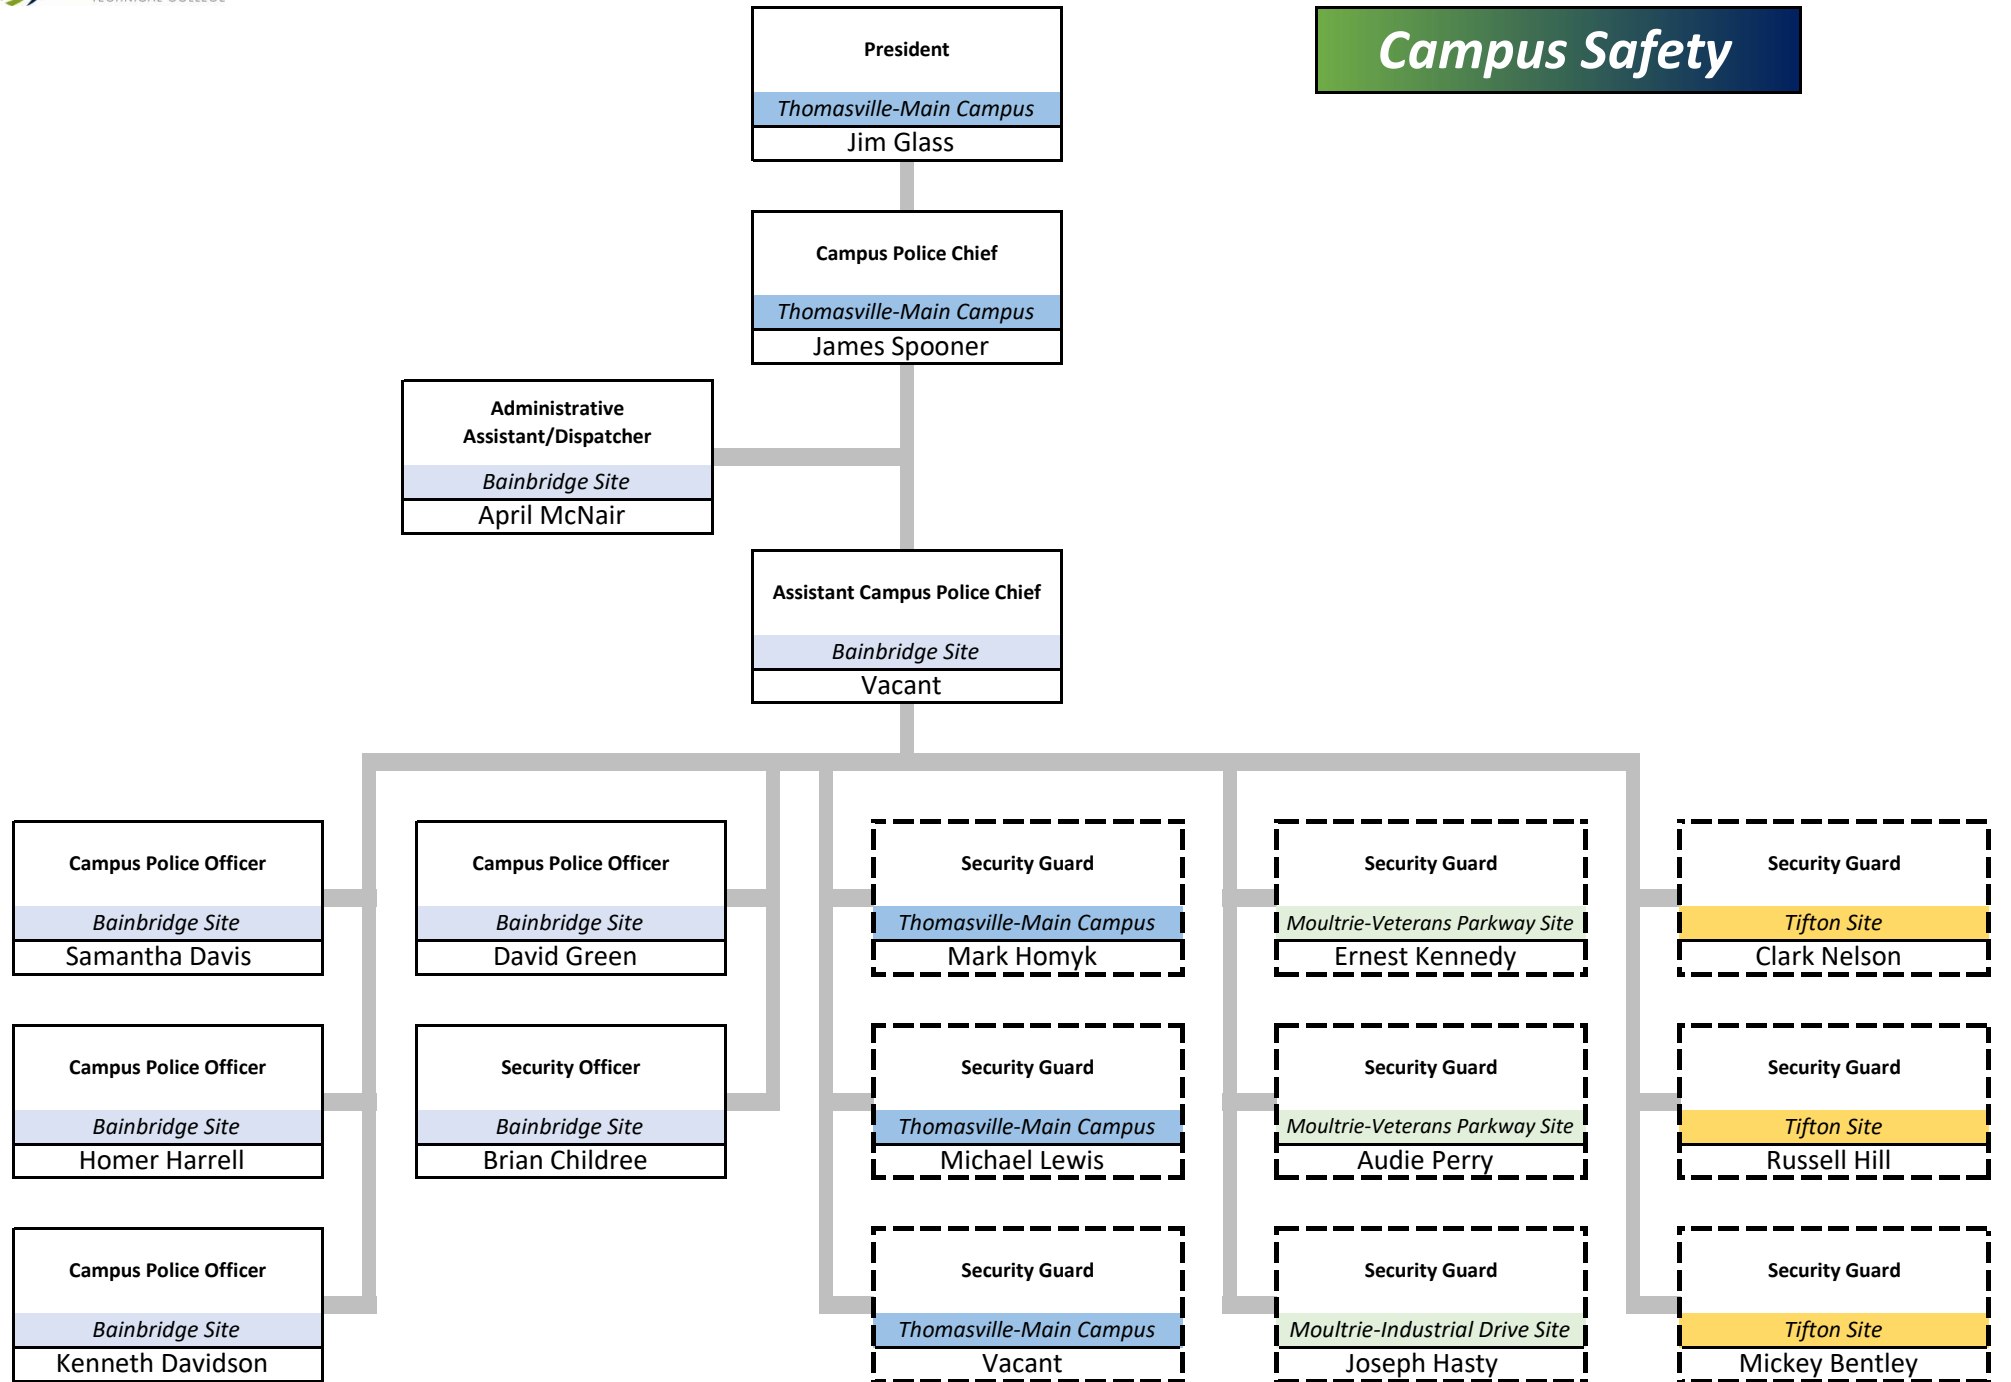 TECHNICAL COLLEGE
Campus Safety
President
Thomasville-Main Campus
Jim Glass
Campus Police Chief
Thomasville-Main Campus
James Spooner
Administrative
Assistant/Dispatcher
Bainbridge Site
April McNair
Assistant Campus Police Chief
Bainbridge Site
Vacant
Campus Police Officer
Bainbridge Site
Samantha Davis
Campus Police Officer
Bainbridge Site
David Green
Security Guard
Thomasville-Main Campus
Mark Homyk
Security Guard
Moultrie-Veterans Parkway Site
Ernest Kennedy
Security Guard
Tifton Site
Clark Nelson
Campus Police Officer
Bainbridge Site
Homer Harrell
Security Officer
Bainbridge Site
Brian Childree
Security Guard
Thomasville-Main Campus
Michael Lewis
Security Guard
Moultrie-Veterans Parkway Site
Audie Perry
Security Guard
Tifton Site
Russell Hill
Campus Police Officer
Bainbridge Site
Kenneth Davidson
Security Guard
Thomasville-Main Campus
Vacant
Security Guard
Moultrie-Industrial Drive Site
Joseph Hasty
Security Guard
Tifton Site
Mickey Bentley